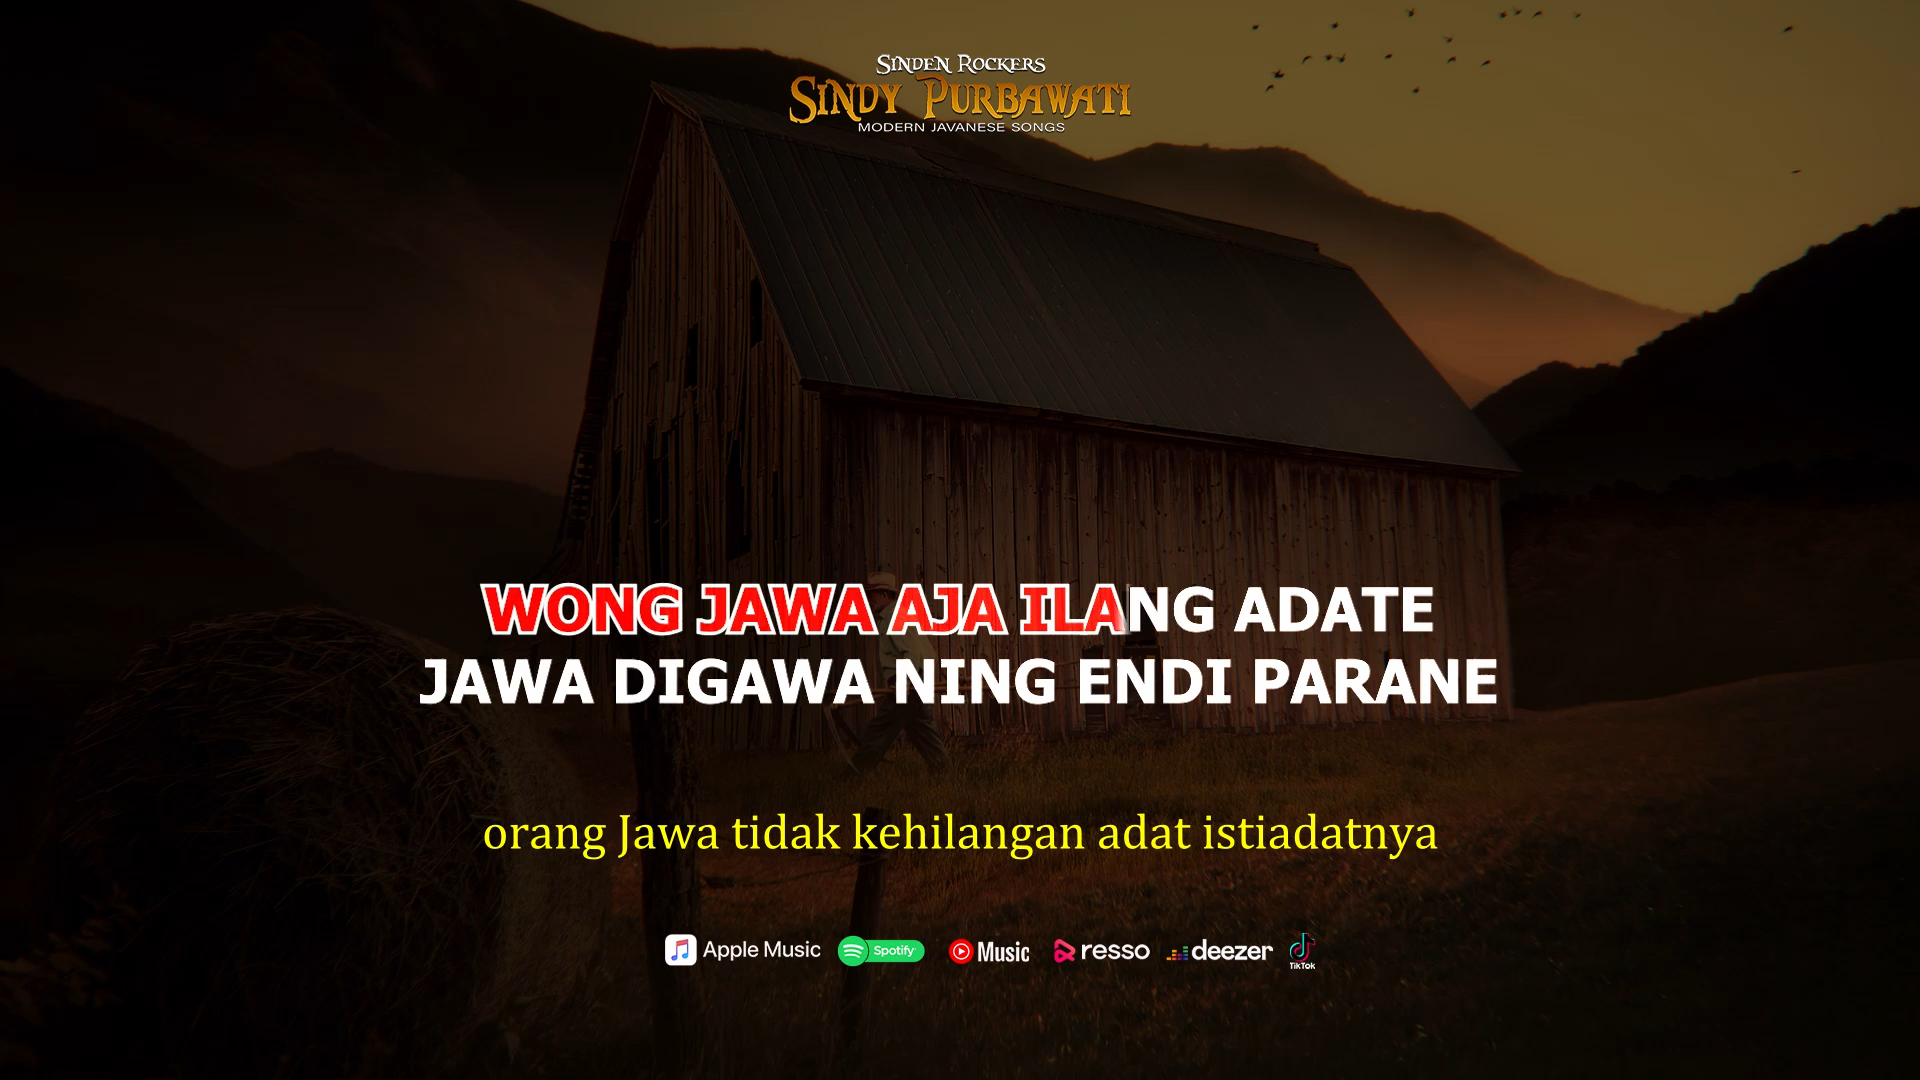 SINDEN ROCKERS
SINDY PURBAWATI
MODERN JAVANESE SONGS
WONG JAWA AJA ILANG ADATE
JAWA DIGAWA NING ENDI PARANE
orang Jawa tidak kehilangan adat istiadatnya
Apple Music Spotify Music resso deezer TikTok